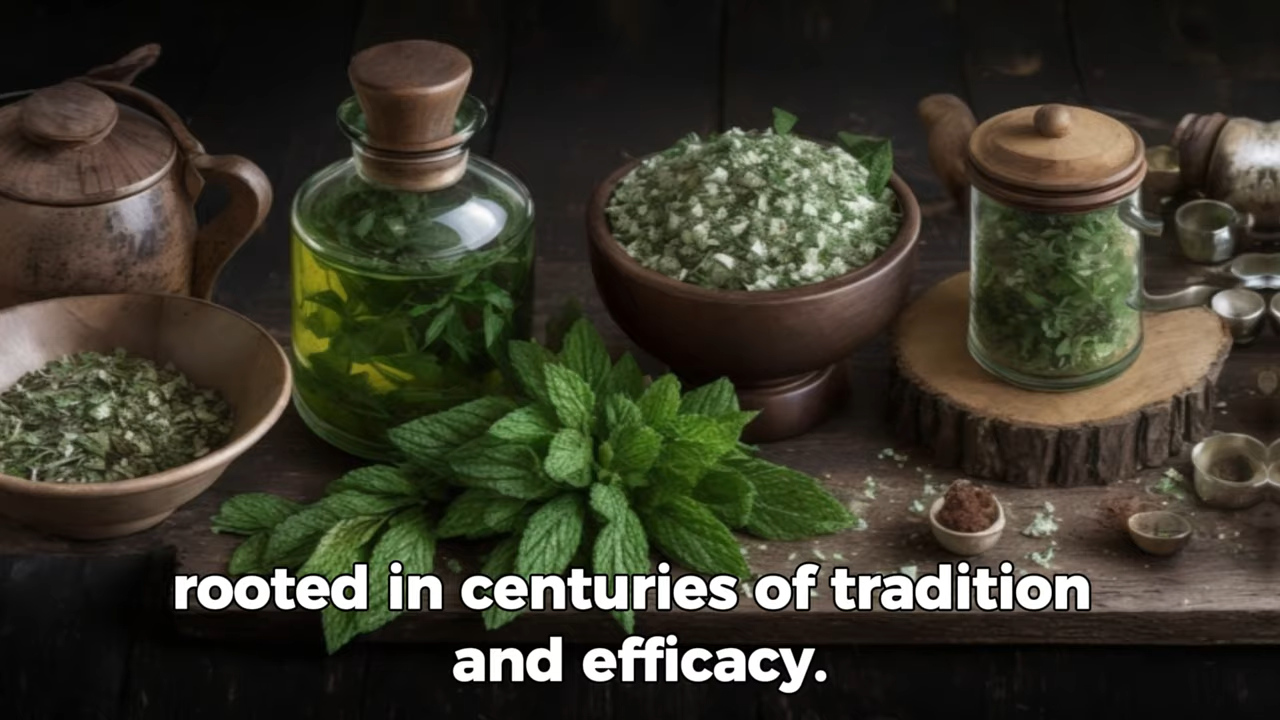 rooted in centuries of tradition
and efficacy.